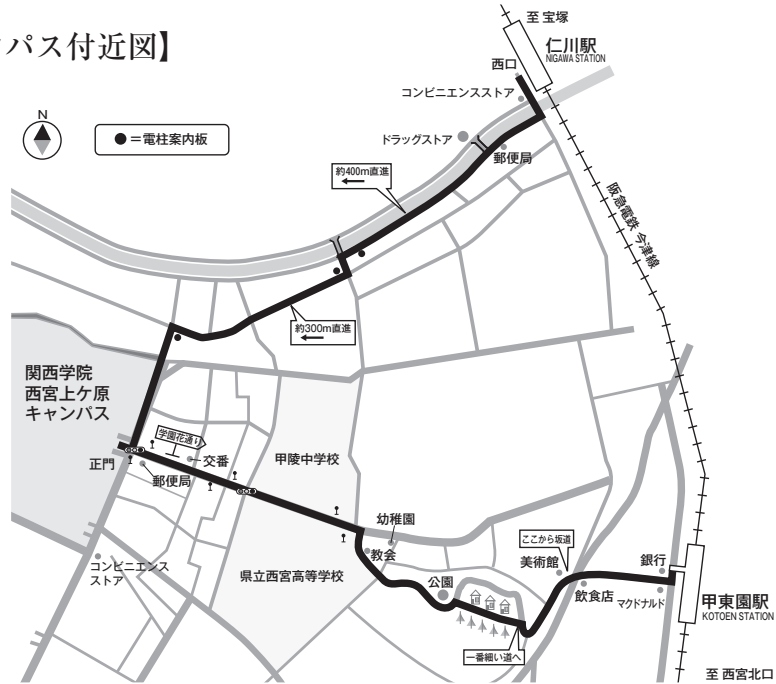 パス付近図】
至 宝塚
仁川駅
NIGAWA STATION
西口
コンビニエンスストア
N
●=電柱案内板
ドラッグストア
郵便局
約400m直進
阪急電鉄 今津線
約300m直進
関西学院
西宮上ケ原
キャンパス
学園花通り
甲陵中学校
正門
交番
郵便局
幼稚園
ここから坂道
教会
美術館
銀行
コンビニエンス
ストア
県立西宮高等学校
公園
飲食店
マクドナルド
甲東園駅
KOTOEN STATION
一番細い道へ
至 西宮北口